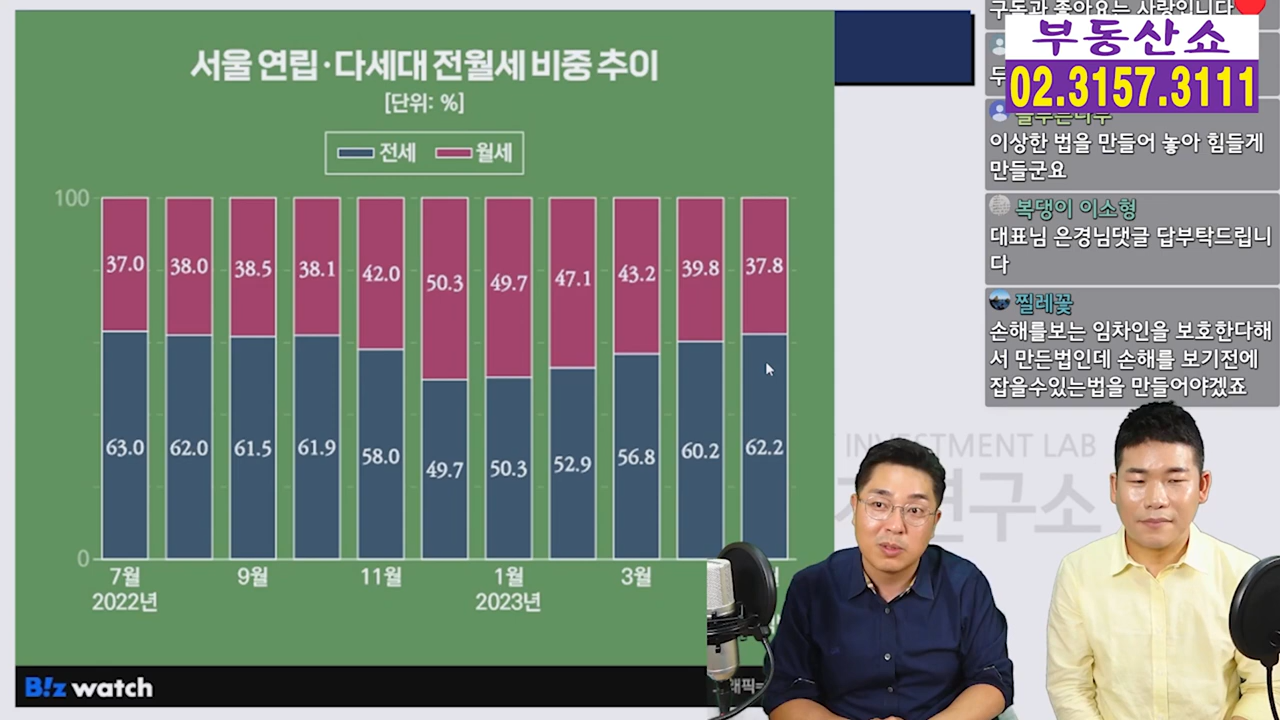 서울 연립·다세대 전월세 비중 추이
[단위: %]
전세 월세
100
37.0 38.0 38.5 38.1 42.0 50.3 49.7 47.1 43.2 39.8 37.8
63.0 62.0 61.5 61.9 58.0 49.7 50.3 52.9 56.8 60.2 62.2
0
7월 9월 11월 1월 3월
2022년 2023년
B!z watch
부동산쇼
02.3157.3111
이상한 법을 만들어 놓아 힘들게
만들군요
복댕이 이소형
대표님 은경님댓글 답부탁드립니
다
찔레꽃
손해를보는 임차인을 보호한다해
서 만든법인데 손해를 보기전에
잡을수있는법을 만들어야겠죠
INVESTMENT LAB
연구소